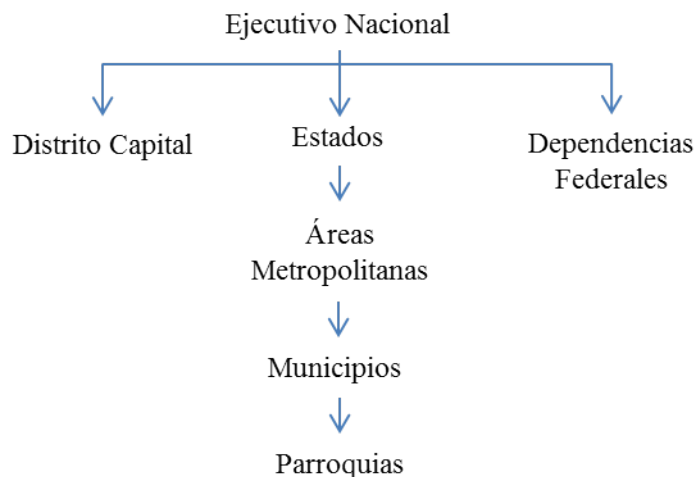 Ejecutivo Nacional
Distrito Capital
Estados
Dependencias
Federales
Áreas
Metropolitanas
Municipios
Parroquias